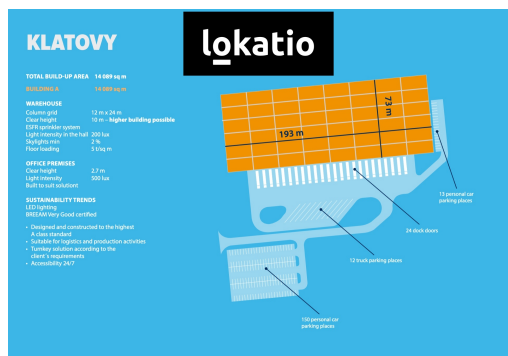 KLATOVY
lokatio
TOTAL BUILD-UP AREA 14 089 sq m
BUILDING A 14 089 sq m
WAREHOUSE
Column grid 12 m x 24 m
Clear height 10 m – higher building possible
ESFR sprinkler system
Light Intensity in the hall 200 lux
Skylights min 2 %
Floor loading 5 t/sq m
OFFICE PREMISES
Clear height 2.7 m
Light Intensity 500 lux
Built to suit solutiont
SUSTAINABILITY TRENDS
LED lighting
BREEAM Very Good certified
• Designed and constructed to the highest
A class standard
• Suitable for logistics and production activities
• Turnkey solution according to the
client´s requirements
• Accessibility 24/7
193 m
73 m
13 personal car
parking places
24 dock doors
12 truck parking places
150 personal car
parking places